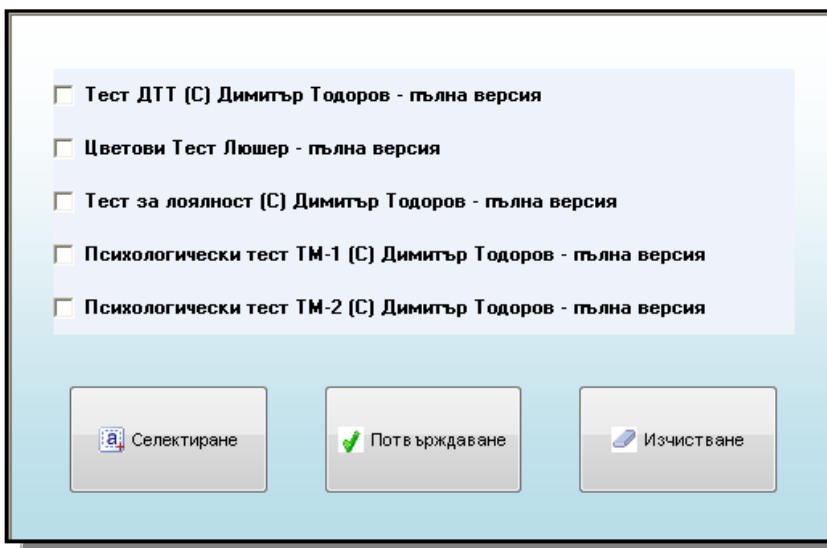 Тест ДТТ (С) Димитър Тодоров - пълна версия
Цветови Тест Люшер - пълна версия
Тест за лоялност (С) Димитър Тодоров - пълна версия
Психологически тест ТМ-1 (С) Димитър Тодоров - пълна версия
Психологически тест ТМ-2 (С) Димитър Тодоров - пълна версия
a Селектиране Потвърждаване Изчистване